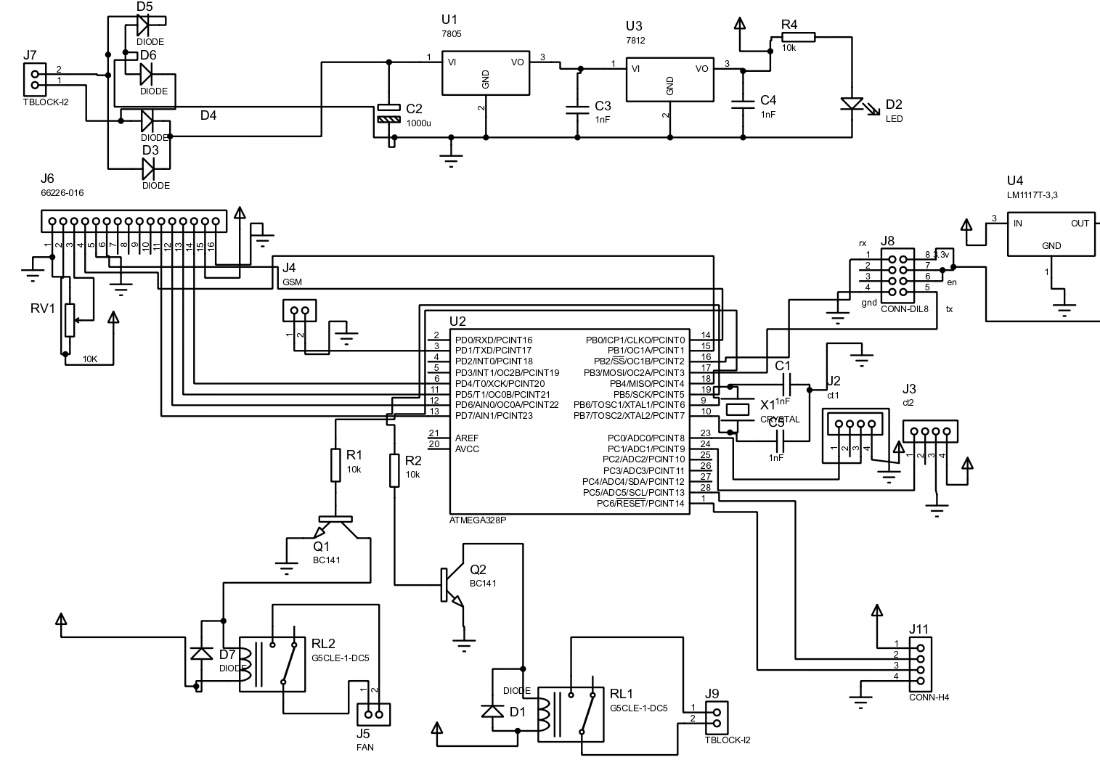 D5
DIODE
J7
2
1
TBLOCK-I2
D6
DIODE
D4
DIODE
D3
DIODE
U1
7805
1
VI
VO
3
GND
2
C2
1000u
C3
1nF
U3
7812
1
VI
VO
3
GND
2
C4
1nF
R4
10k
D2
LED
J6
66226-016
1
2
3
4
5
6
7
8
9
10
11
12
13
14
15
16
RV1
10K
J4
GSM
1
2
U4
LM1117T-3,3
3
IN
OUT
GND
1
J8
rx
1
2
3
4
gnd
8
3.3v
7
6
en
5
tx
CONN-DIL8
U2
2
PD0/RXD/PCINT16
3
PD1/TXD/PCINT17
4
PD2/INT0/PCINT18
5
PD3/INT1/OC2B/PCINT19
6
PD4/T0/XCK/PCINT20
11
PD5/T1/OC0B/PCINT21
12
PD6/AIN0/OC0A/PCINT22
13
PD7/AIN1/PCINT23
21
AREF
20
AVCC
PB0/ICP1/CLKO/PCINT0
14
PB1/OC1A/PCINT1
15
PB2/SS/OC1B/PCINT2
16
PB3/MOSI/OC2A/PCINT3
17
PB4/MISO/PCINT4
18
PB5/SCK/PCINT5
19
PB6/TOSC1/XTAL1/PCINT6
9
PB7/TOSC2/XTAL2/PCINT7
10
PC0/ADC0/PCINT8
23
PC1/ADC1/PCINT9
24
PC2/ADC2/PCINT10
25
PC3/ADC3/PCINT11
26
PC4/ADC4/SDA/PCINT12
27
PC5/ADC5/SCL/PCINT13
28
PC6/RESET/PCINT14
1
ATMEGA328P
C1
1nF
X1
CRYSTAL
C5
1nF
J2
ct1
1
2
3
4
J3
ct2
1
2
3
4
R1
10k
R2
10k
Q1
BC141
Q2
BC141
D7
DIODE
RL2
G5CLE-1-DC5
1
2
J5
FAN
DIODE
D1
RL1
G5CLE-1-DC5
J9
1
2
TBLOCK-I2
J11
1
2
3
4
CONN-H4